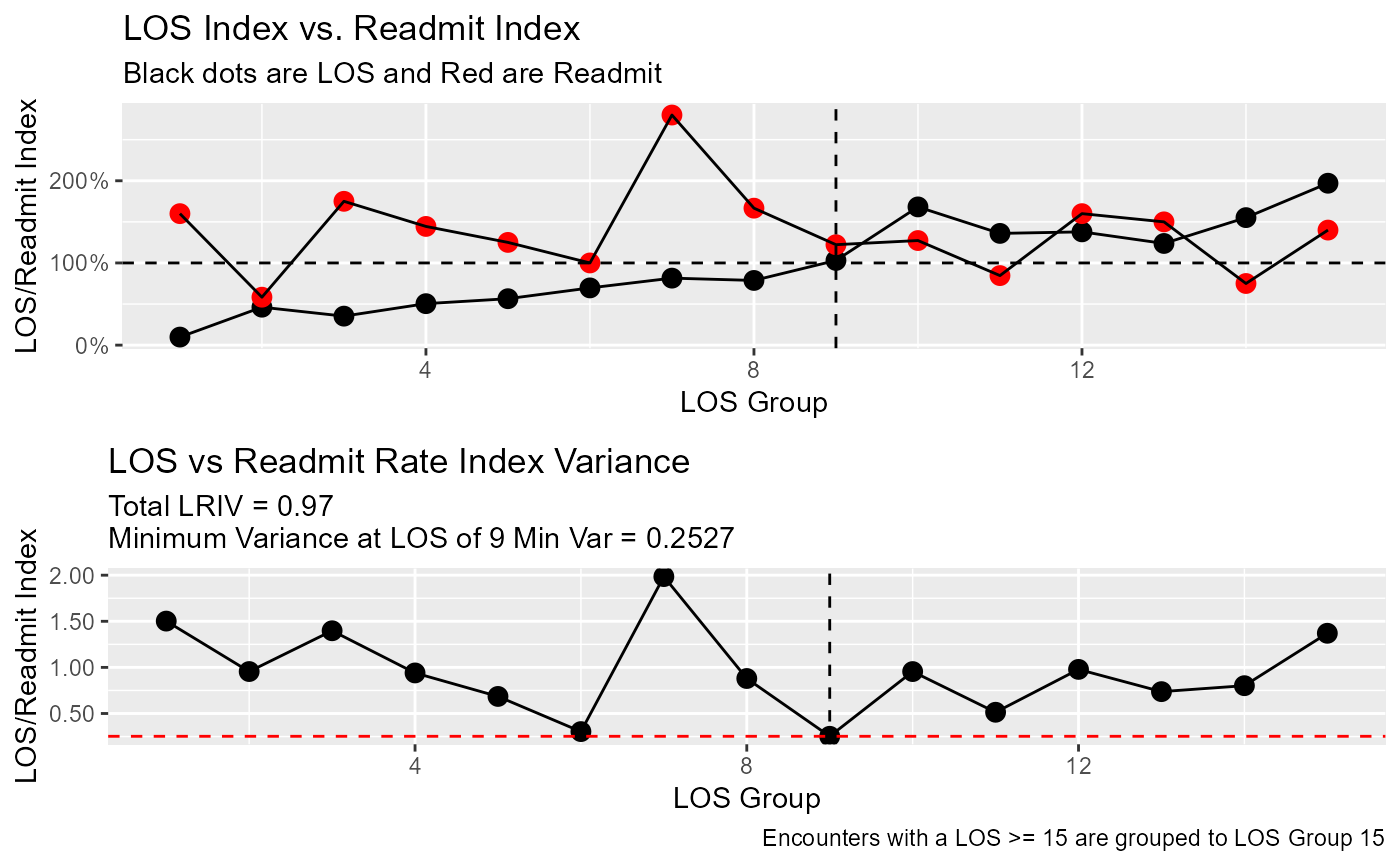 LOS Index vs. Readmit Index
Black dots are LOS and Red are Readmit
LOS/Readmit Index
200%
100%
0%
4
8
12
LOS Group
LOS vs Readmit Rate Index Variance
Total LRIV = 0.97
Minimum Variance at LOS of 9 Min Var = 0.2527
LOS/Readmit Index
2.00
1.50
1.00
0.50
4
8
12
LOS Group
Encounters with a LOS >= 15 are grouped to LOS Group 15